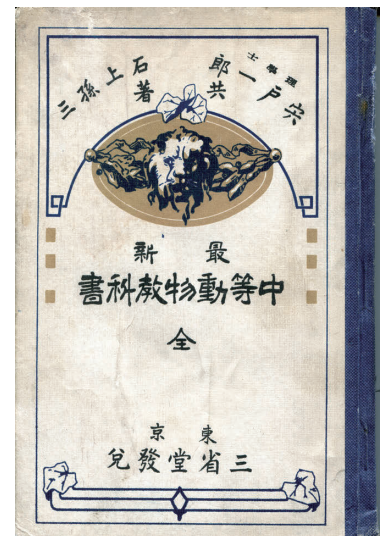 理學士
宍戸一郎
石上孫三
共著
最新
中等動物教科書
全
東京
三省堂發兌